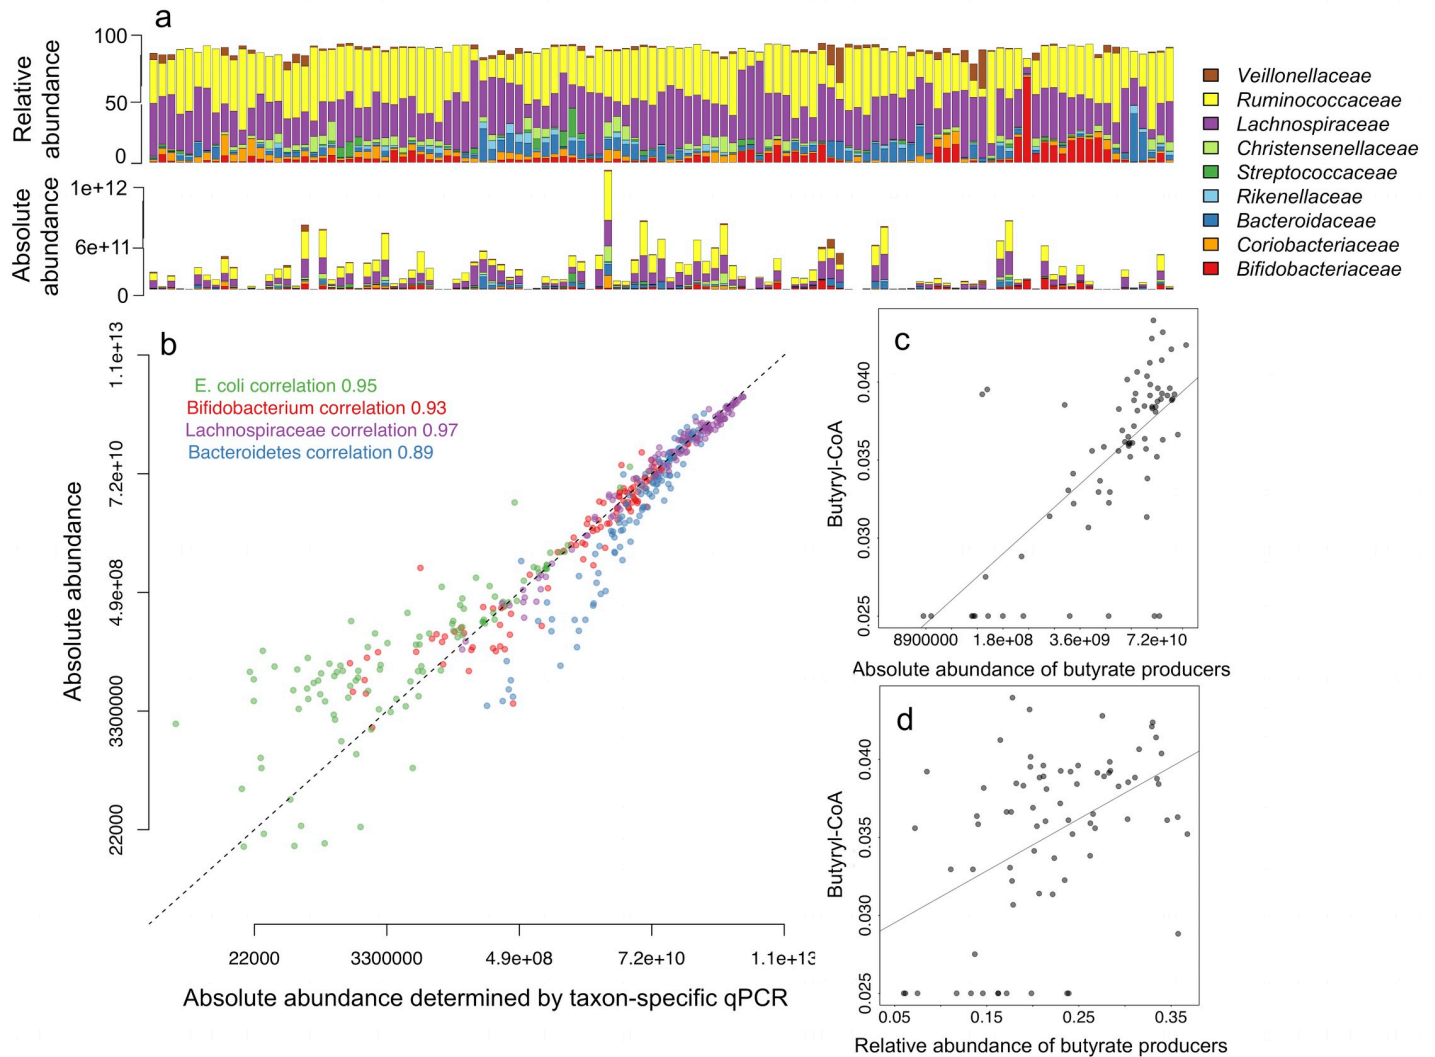 a
Relative
abundance
100
50
0
Absolute
abundance
1e+12
6e+11
0
Veillonellaceae
Ruminococcaceae
Lachnospiraceae
Christensenellaceae
Streptococcaceae
Rikenellaceae
Bacteroidaceae
Coriobacteriaceae
Bifidobacteriaceae
b
E. coli correlation 0.95
Bifidobacterium correlation 0.93
Lachnospiraceae correlation 0.97
Bacteroidetes correlation 0.89
Absolute abundance
1.1e+13
7.2e+10
4.9e+08
3300000
22000
22000 3300000 4.9e+08 7.2e+10 1.1e+13
Absolute abundance determined by taxon-specific qPCR
c
Butyryl-CoA
0.040
0.035
0.030
0.025
89000000 1.8e+08 3.6e+09 7.2e+10
Absolute abundance of butyrate producers
d
Butyryl-CoA
0.040
0.035
0.030
0.025
0.05 0.15 0.25 0.35
Relative abundance of butyrate producers